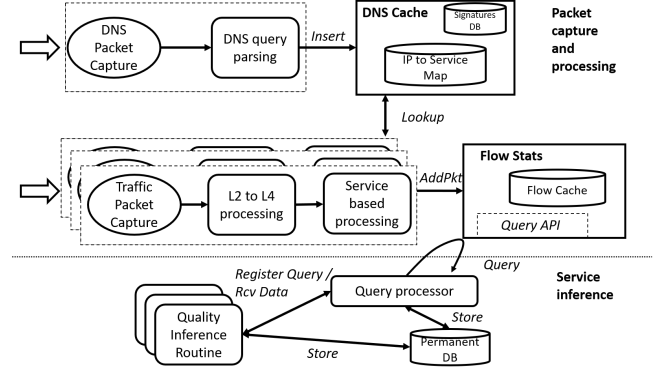 DNS
Packet
Capture
DNS query
parsing
Insert
DNS Cache
Signatures
DB
IP to Service
Map
Packet
capture
and
processing
Lookup
Traffic
Packet
Capture
L2 to L4
processing
Service
based
processing
AddPkt
Flow Stats
Flow Cache
Query API
Query
Service
inference
Register Query /
Rcv Data
Query processor
Quality
Inference
Routine
Store
Store
Permanent
DB